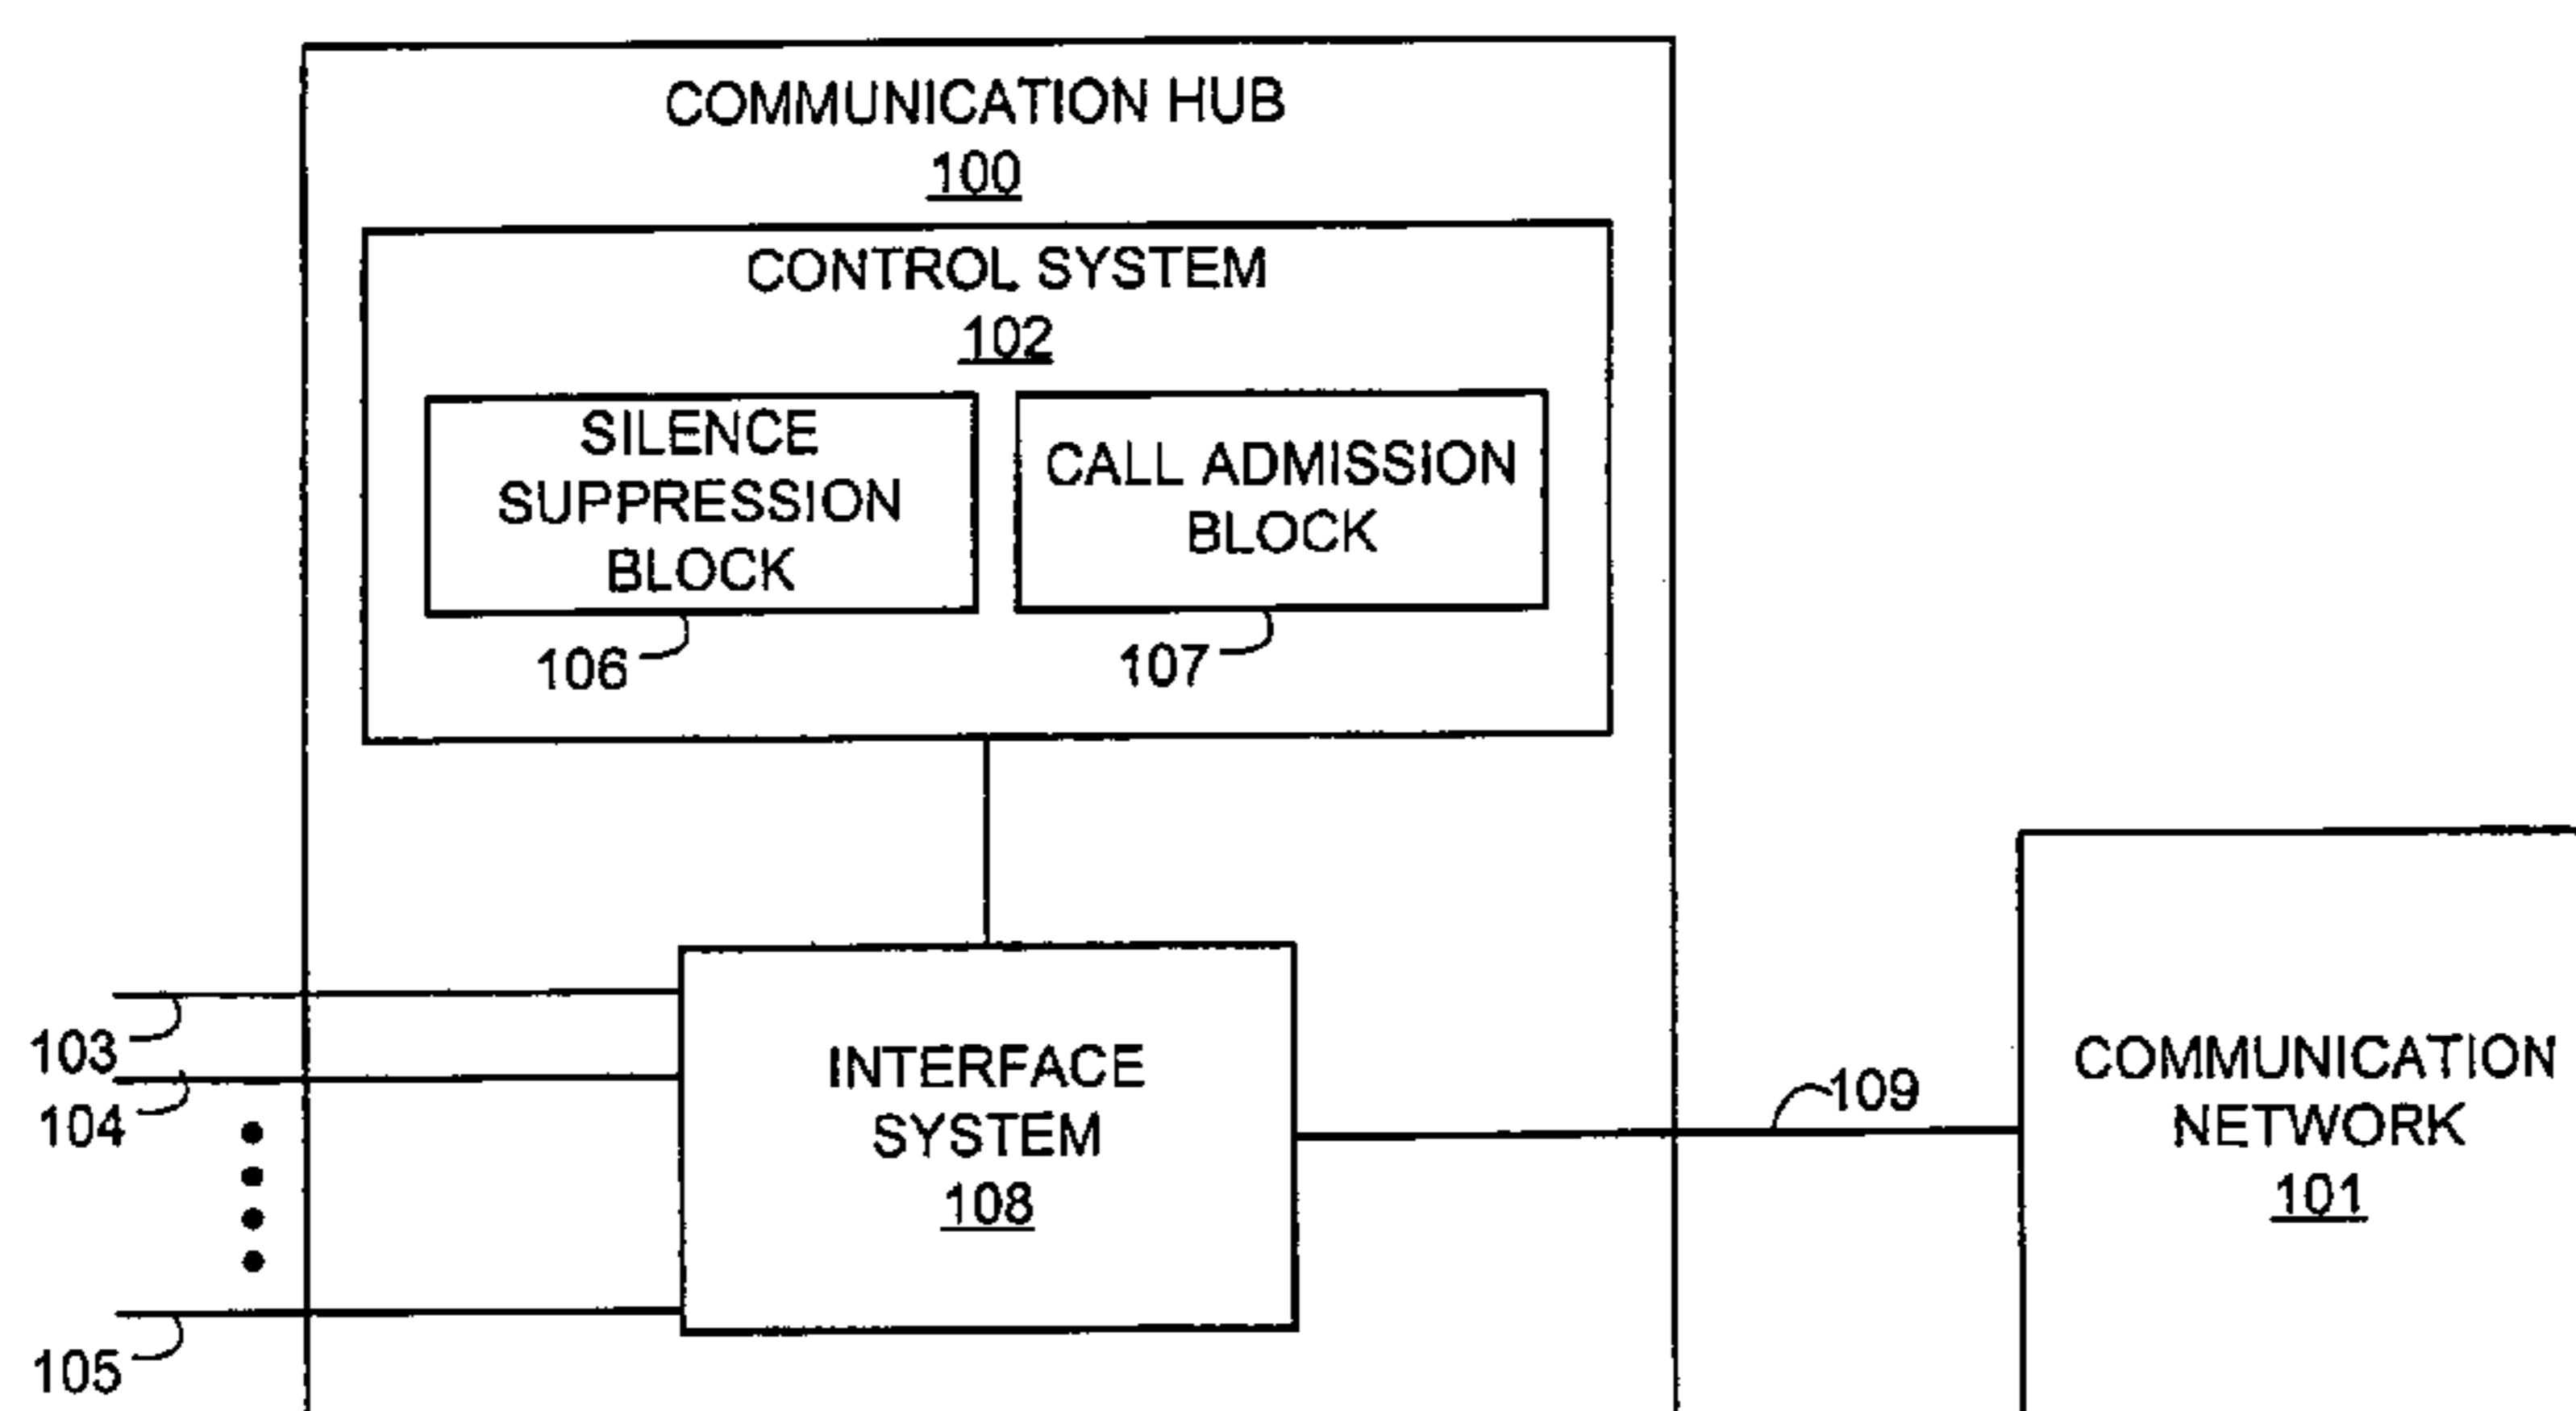 COMMUNICATION HUB
100
CONTROL SYSTEM
102
SILENCE
SUPPRESSION
BLOCK
106
CALL ADMISSION
BLOCK
107
103
104
105
INTERFACE
SYSTEM
108
109
COMMUNICATION
NETWORK
101